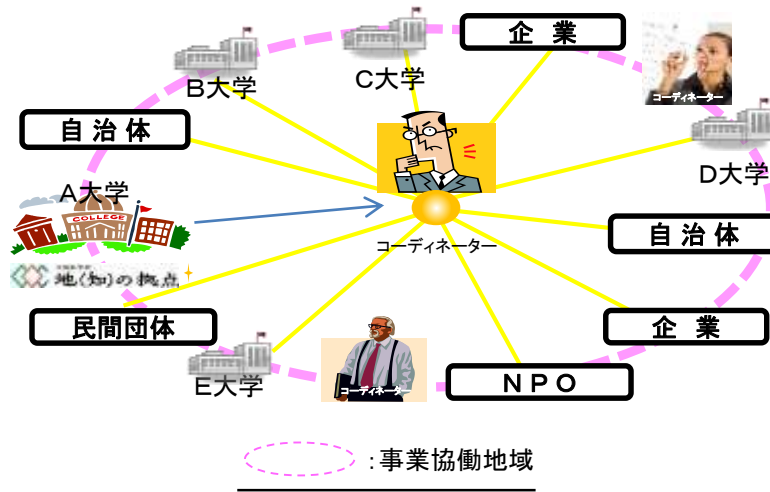 企 業
C大学
B大学
コーディネーター
自 治 体
D大学
A大学
COLLEGE
コーディネーター
自 治 体
地(知)の拠点
民間団体
企 業
E大学
コーディネーター
ＮＰＯ
：事業協働地域